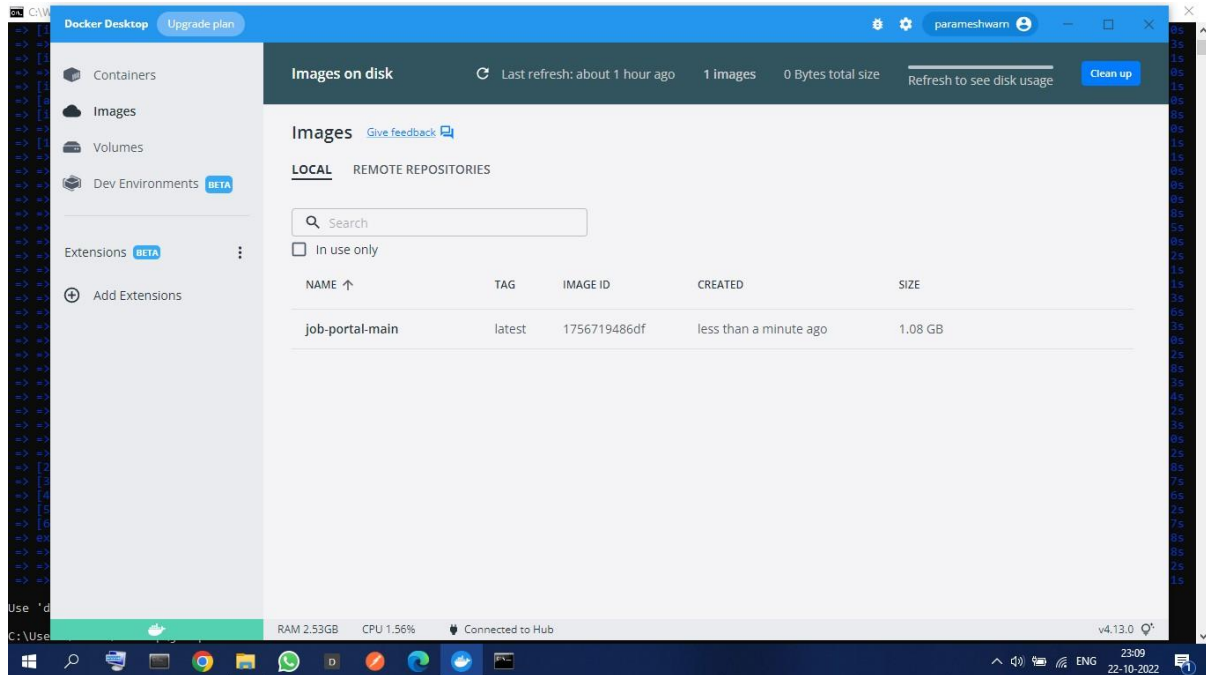 C:\W
Docker Desktop Upgrade plan parameshwarn
Containers
Images
Volumes
Dev Environments BETA
Extensions BETA
Add Extensions
Images on disk Last refresh: about 1 hour ago 1 images 0 Bytes total size Refresh to see disk usage Clean up
Images Give feedback
LOCAL REMOTE REPOSITORIES
Search
In use only
NAME TAG IMAGE ID CREATED SIZE
job-portal-main latest 1756719486df less than a minute ago 1.08 GB
Use 'd
C:\Use
RAM 2.53GB CPU 1.56% Connected to Hub v4.13.0
ENG 23:09
22-10-2022